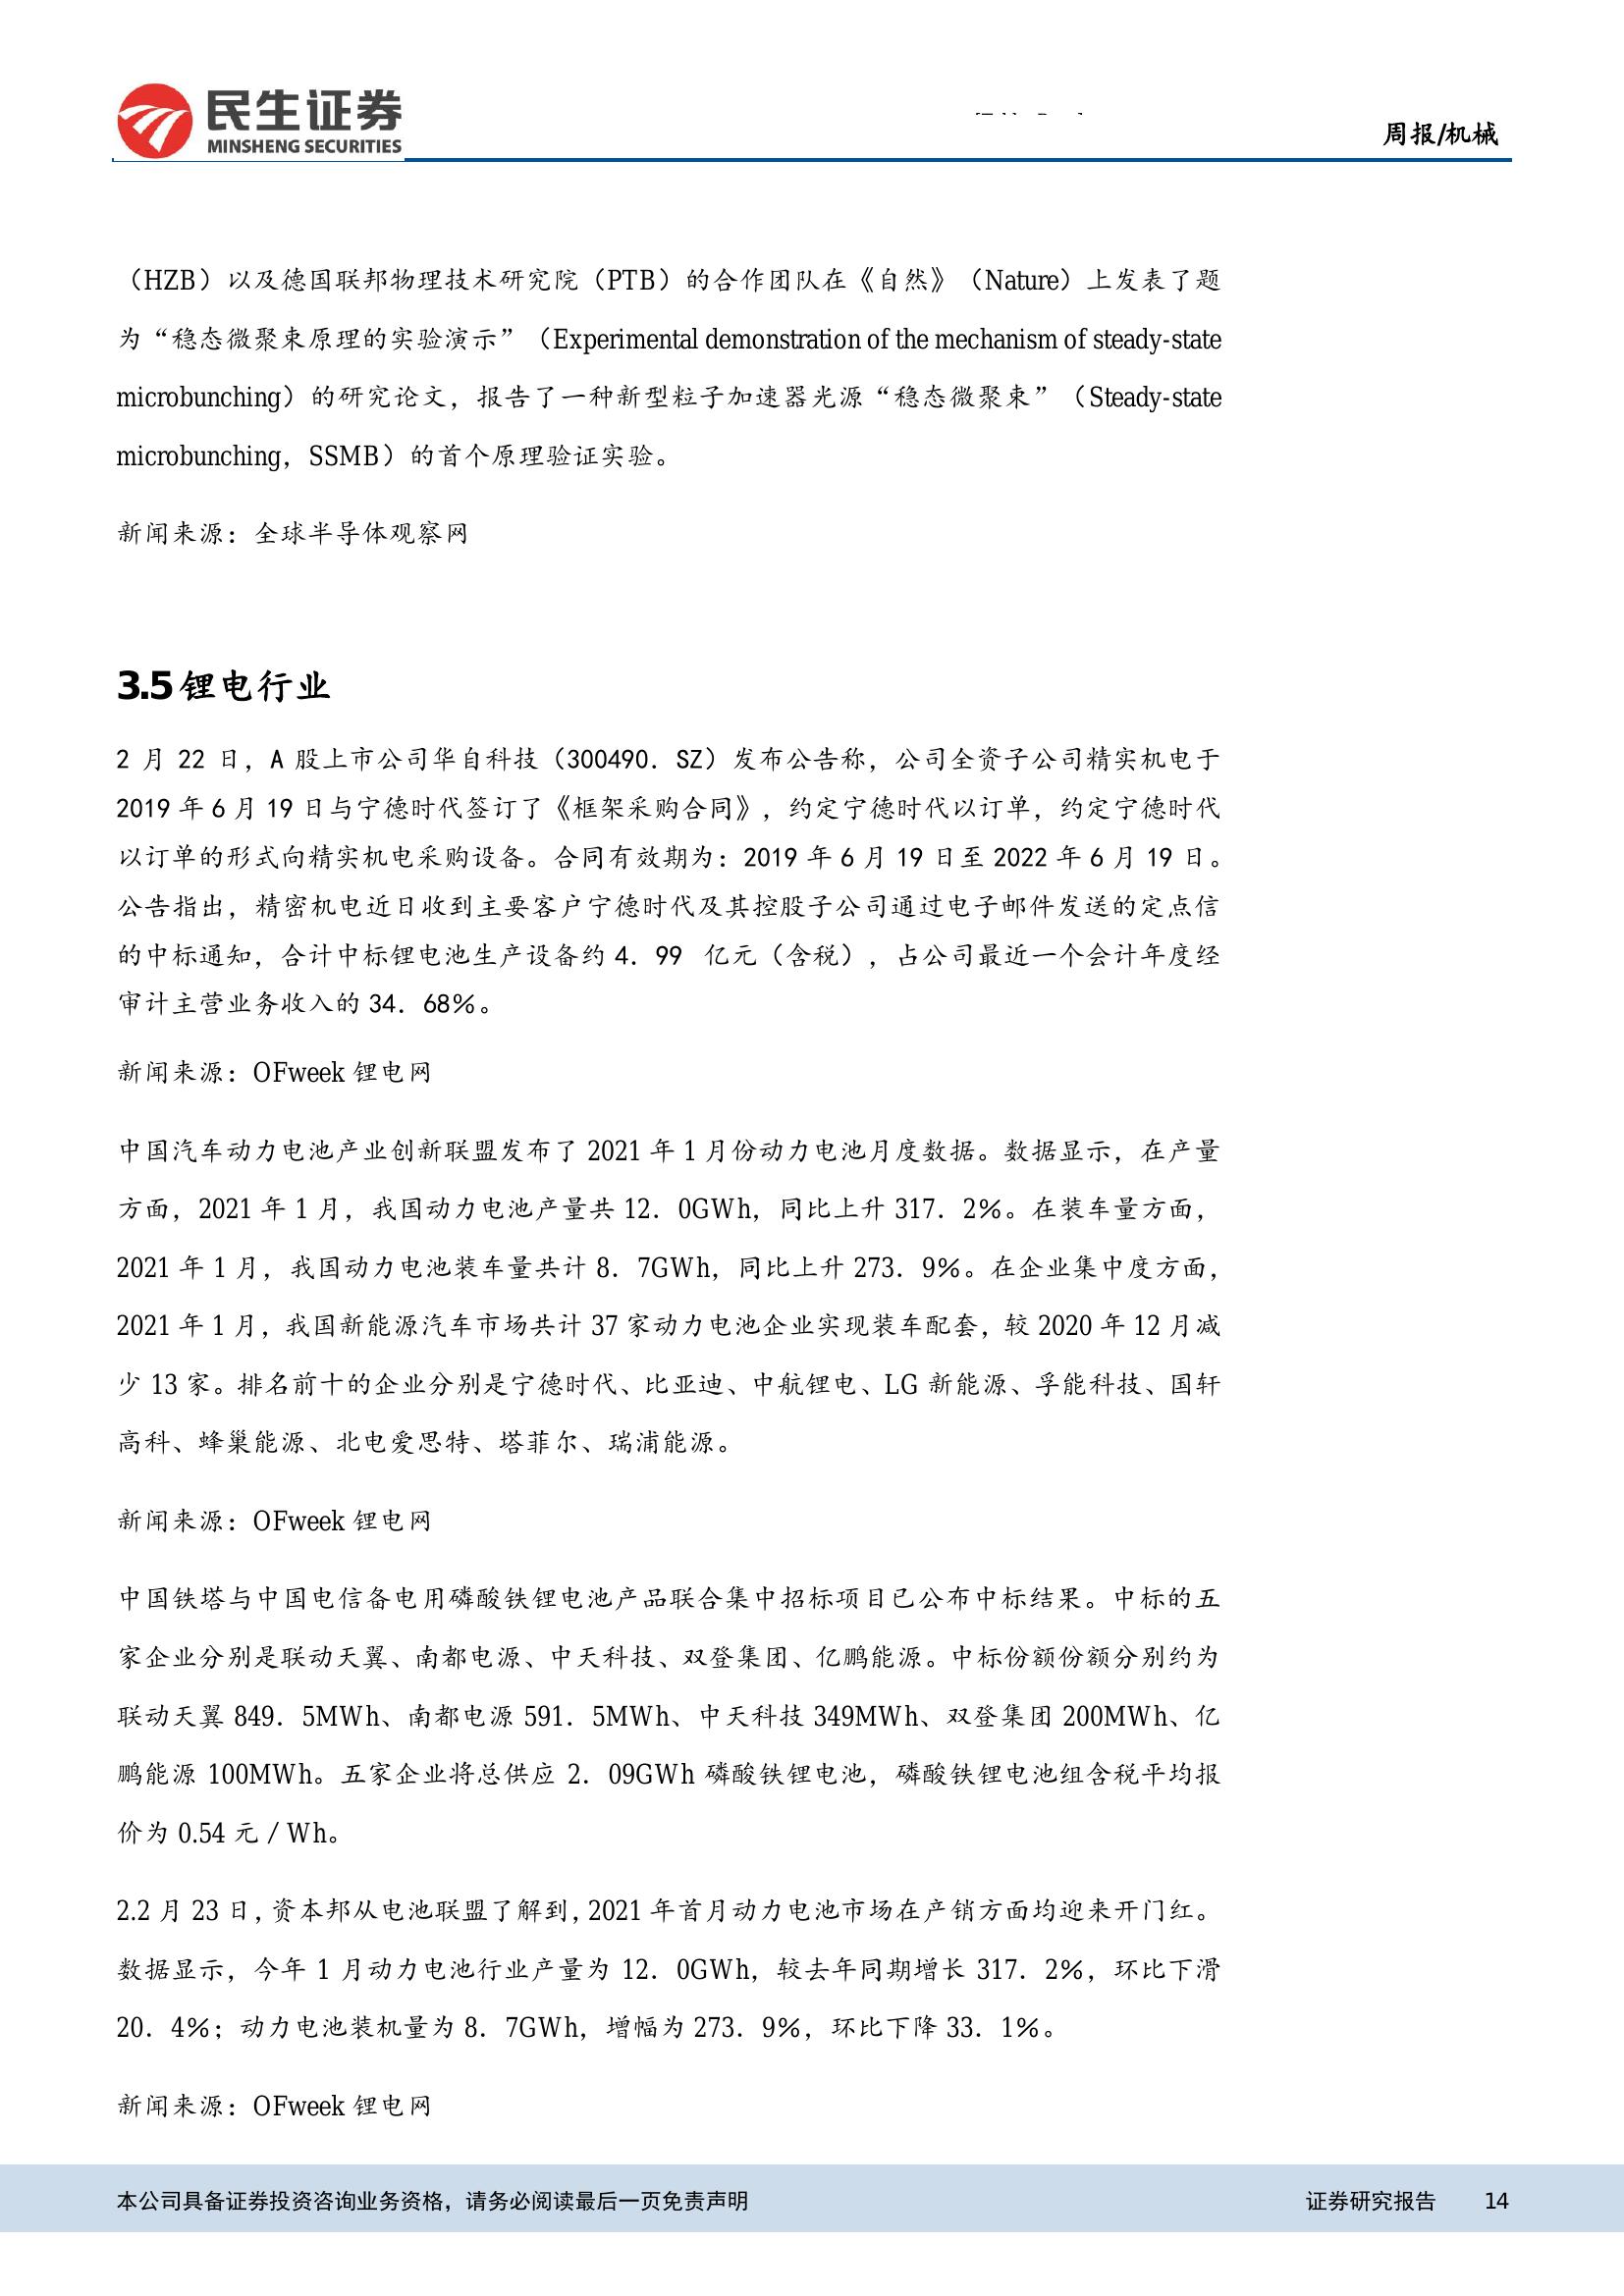 民生证券
MINSHENG SECURITIES
周报/机械
（HZB）以及德国联邦物理技术研究院（PTB）的合作团队在《自然》（Nature）上发表了题
为“稳态微聚束原理的实验演示”（Experimental demonstration of the mechanism of steady-state
microbunching）的研究论文，报告了一种新型粒子加速器光源“稳态微聚束”（Steady-state
microbunching，SSMB）的首个原理验证实验。
新闻来源：全球半导体观察网
3.5 锂电行业
2 月 22 日，A 股上市公司华自科技（300490．SZ）发布公告称，公司全资子公司精实机电于
2019 年 6 月 19 日与宁德时代签订了《框架采购合同》，约定宁德时代以订单，约定宁德时代
以订单的形式向精实机电采购设备。合同有效期为：2019 年 6 月 19 日至 2022 年 6 月 19 日。
公告指出，精密机电近日收到主要客户宁德时代及其控股子公司通过电子邮件发送的定点信
的中标通知，合计中标锂电池生产设备约 4．99 亿元（含税），占公司最近一个会计年度经
审计主营业务收入的 34．68%。
新闻来源：OFweek 锂电网
中国汽车动力电池产业创新联盟发布了 2021 年 1 月份动力电池月度数据。数据显示，在产量
方面，2021 年 1 月，我国动力电池产量共 12．0GWh，同比上升 317．2%。在装车量方面，
2021 年 1 月，我国动力电池装车量共计 8．7GWh，同比上升 273．9%。在企业集中度方面，
2021 年 1 月，我国新能源汽车市场共计 37 家动力电池企业实现装车配套，较 2020 年 12 月减
少 13 家。排名前十的企业分别是宁德时代、比亚迪、中航锂电、LG 新能源、孚能科技、国轩
高科、蜂巢能源、北电爱思特、塔菲尔、瑞浦能源。
新闻来源：OFweek 锂电网
中国铁塔与中国电信备电用磷酸铁锂电池产品联合集中招标项目已公布中标结果。中标的五
家企业分别是联动天翼、南都电源、中天科技、双登集团、亿鹏能源。中标份额份额分别约为
联动天翼 849．5MWh、南都电源 591．5MWh、中天科技 349MWh、双登集团 200MWh、亿
鹏能源 100MWh。五家企业将总供应 2．09GWh 磷酸铁锂电池，磷酸铁锂电池组含税平均报
价为 0.54 元／Wh。
2.2 月 23 日，资本邦从电池联盟了解到，2021 年首月动力电池市场在产销方面均迎来开门红。
数据显示，今年 1 月动力电池行业产量为 12．0GWh，较去年同期增长 317．2%，环比下滑
20．4%；动力电池装机量为 8．7GWh，增幅为 273．9%，环比下降 33．1%。
新闻来源：OFweek 锂电网
本公司具备证券投资咨询业务资格，请务必阅读最后一页免责声明
证券研究报告 14